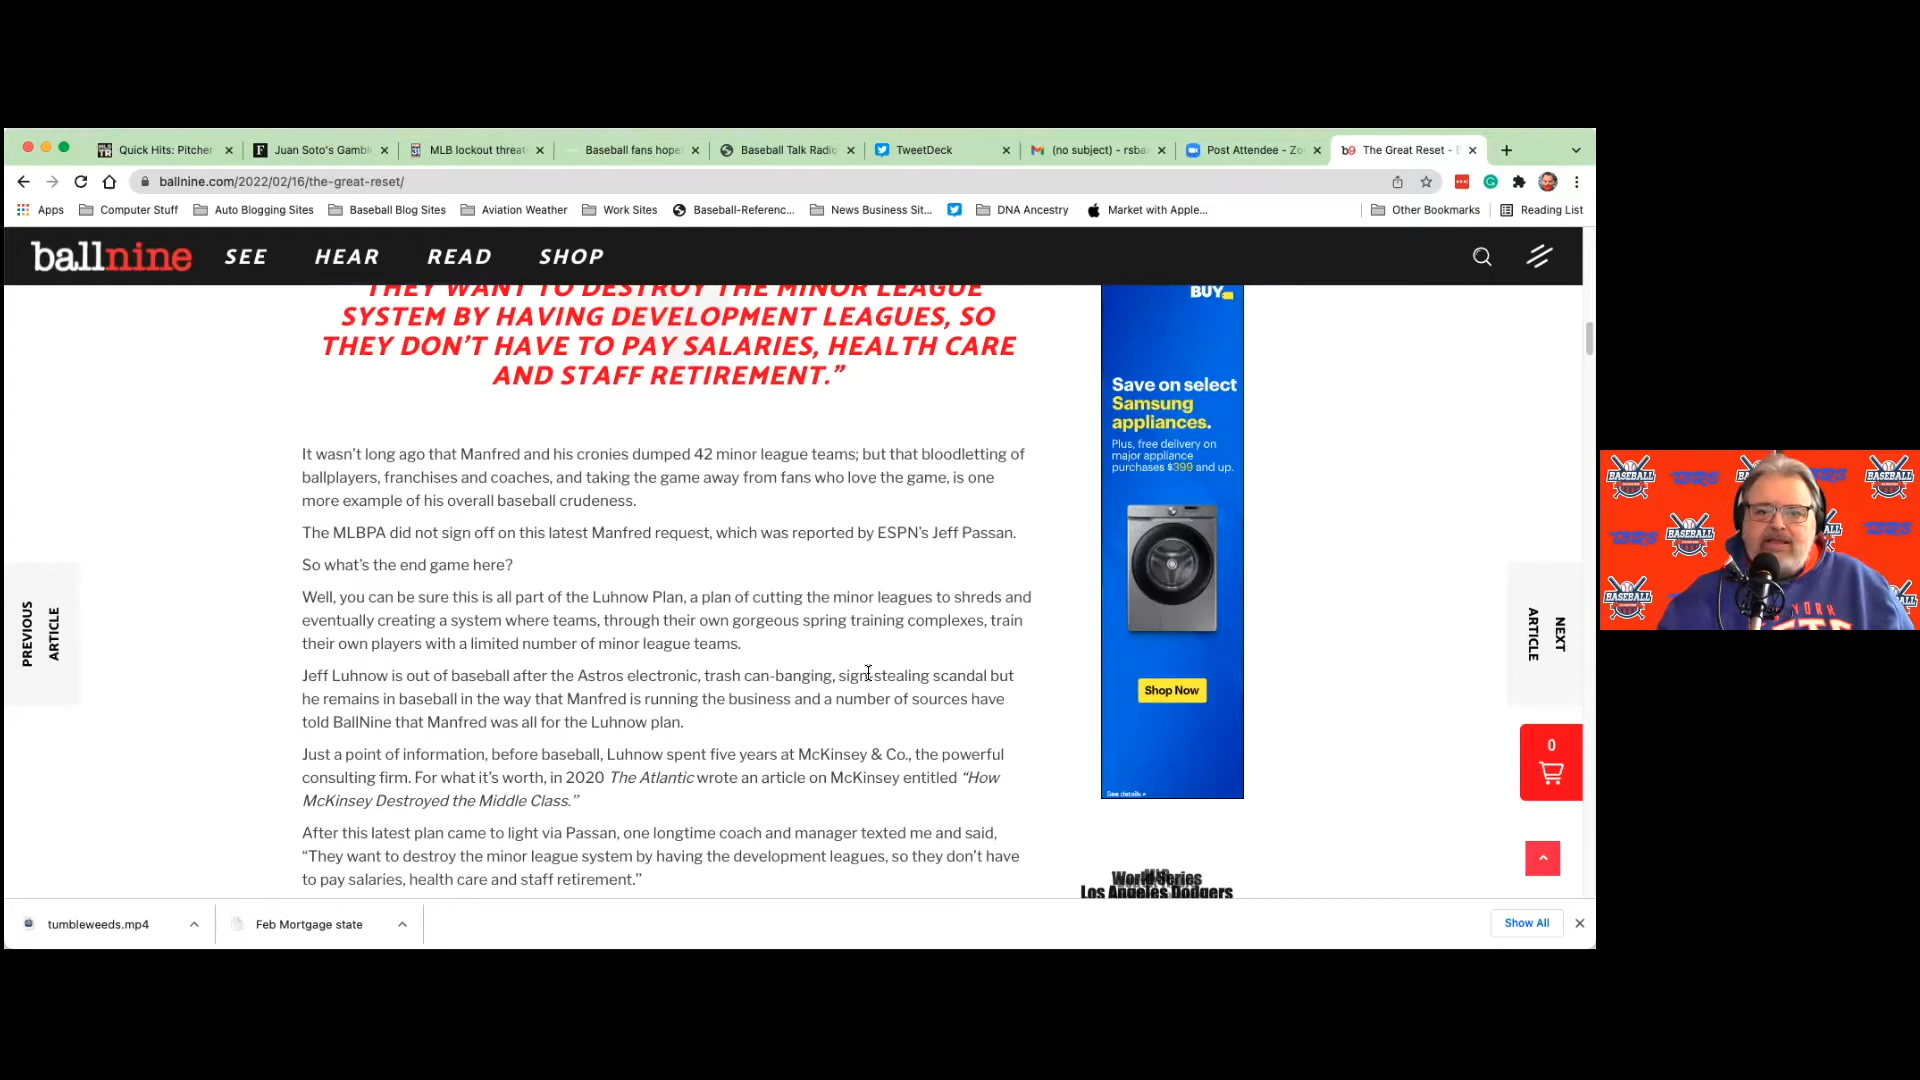 Quick Hits: Pitcher
Juan Soto's Gambl
MLB lockout threat
Baseball fans hope
Baseball Talk Radio
TweetDeck
(no subject) - rsba
Post Attendee - Zo
b9 The Great Reset - B
ballnine.com/2022/02/16/the-great-reset/
Apps
Computer Stuff
Auto Blogging Sites
Baseball Blog Sites
Aviation Weather
Work Sites
Baseball-Referenc...
News Business Sit...
DNA Ancestry
Market with Apple...
Other Bookmarks
Reading List
ballnine
SEE
HEAR
READ
SHOP
THEY WANT TO DESTROY THE MINOR LEAGUE
SYSTEM BY HAVING DEVELOPMENT LEAGUES, SO
THEY DON’T HAVE TO PAY SALARIES, HEALTH CARE
AND STAFF RETIREMENT.”
It wasn’t long ago that Manfred and his cronies dumped 42 minor league teams; but that bloodletting of
ballplayers, franchises and coaches, and taking the game away from fans who love the game, is one
more example of his overall baseball crudeness.
The MLBPA did not sign off on this latest Manfred request, which was reported by ESPN’s Jeff Passan.
So what’s the end game here?
Well, you can be sure this is all part of the Luhnow Plan, a plan of cutting the minor leagues to shreds and
eventually creating a system where teams, through their own gorgeous spring training complexes, train
their own players with a limited number of minor league teams.
Jeff Luhnow is out of baseball after the Astros electronic, trash can-banging, sign-stealing scandal but
he remains in baseball in the way that Manfred is running the business and a number of sources have
told BallNine that Manfred was all for the Luhnow plan.
Just a point of information, before baseball, Luhnow spent five years at McKinsey & Co., the powerful
consulting firm. For what it’s worth, in 2020 The Atlantic wrote an article on McKinsey entitled “How
McKinsey Destroyed the Middle Class.”
After this latest plan came to light via Passan, one longtime coach and manager texted me and said,
“They want to destroy the minor league system by having the development leagues, so they don’t have
to pay salaries, health care and staff retirement.”
PREVIOUS
ARTICLE
NEXT
ARTICLE
BUY
Save on select
Samsung
appliances.
Plus, free delivery on
major appliance
purchases $399 and up.
Shop Now
See details
World Series
Los Angeles Dodgers
0
tumbleweeds.mp4
Feb Mortgage state
Show All
BASEBALL
BASEBALL
BASEBALL
BASEBALL
YORK